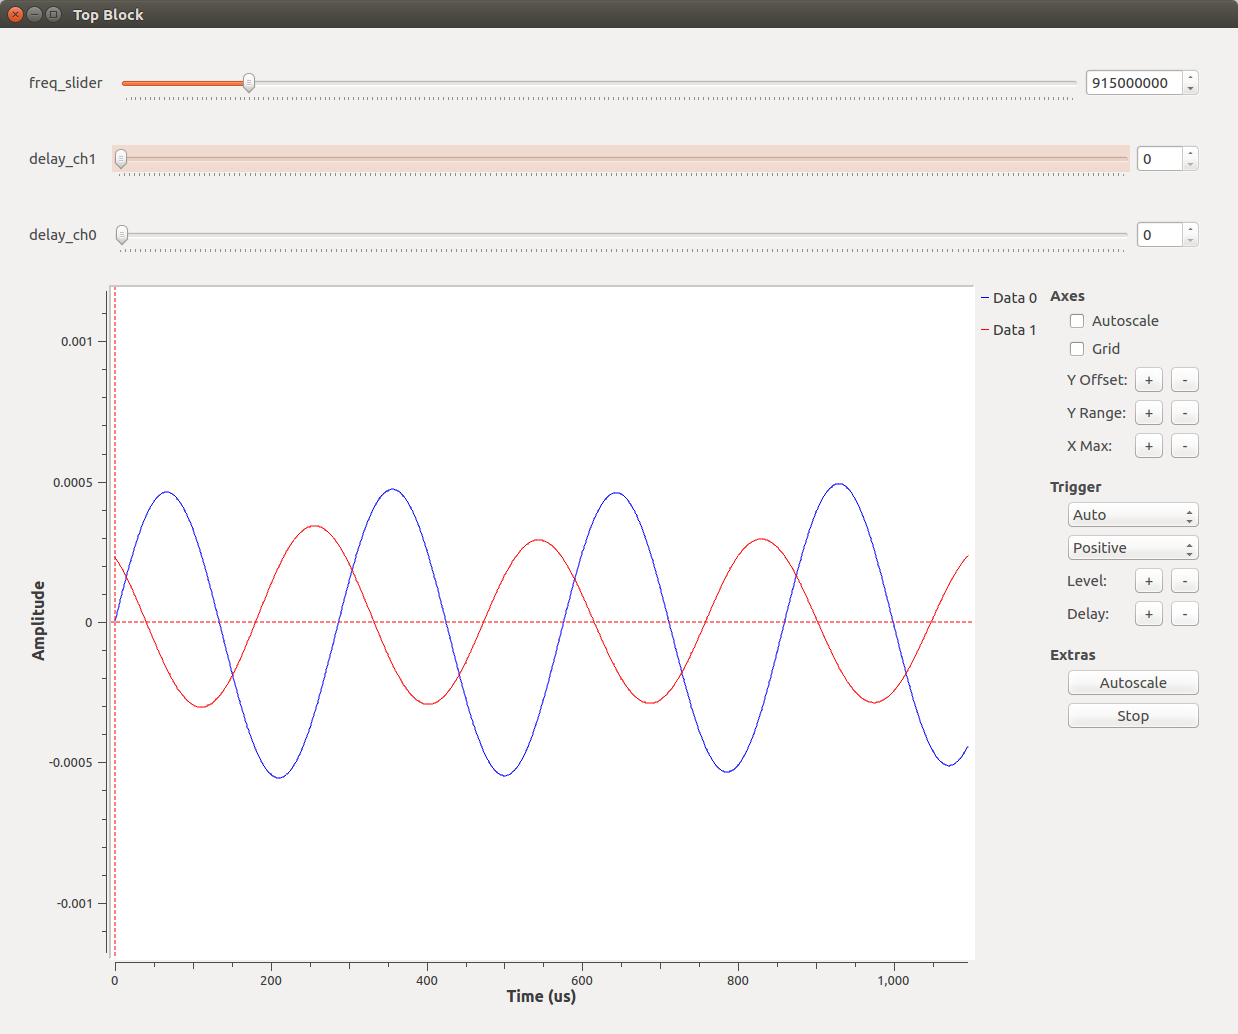 Top Block
freq_slider 915000000
delay_ch1 0
delay_ch0 0
Data 0
Data 1
Axes
Autoscale
Grid
Y Offset: + -
Y Range: + -
X Max: + -
Trigger
Auto
Positive
Level: + -
Delay: + -
Extras
Autoscale
Stop
Amplitude
0.001
0.0005
0
-0.0005
-0.001
0 200 400 600 800 1,000
Time (us)